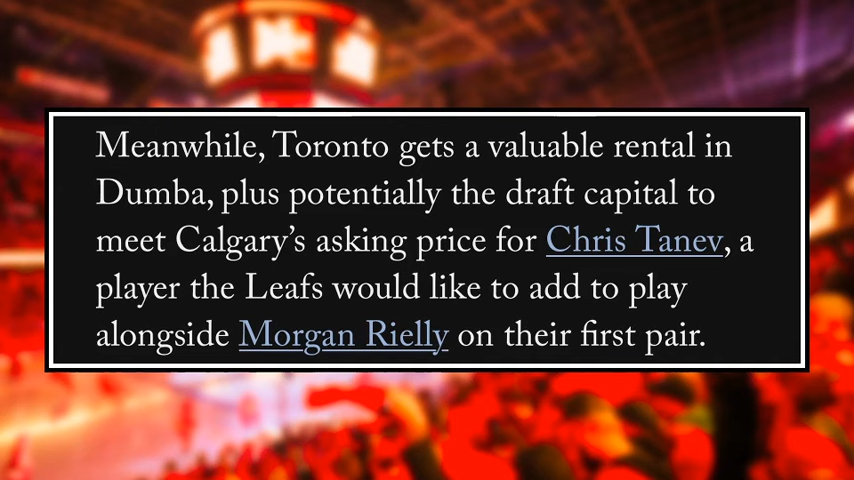 Meanwhile, Toronto gets a valuable rental in
Dumba, plus potentially the draft capital to
meet Calgary’s asking price for Chris Tanev, a
player the Leafs would like to add to play
alongside Morgan Rielly on their first pair.